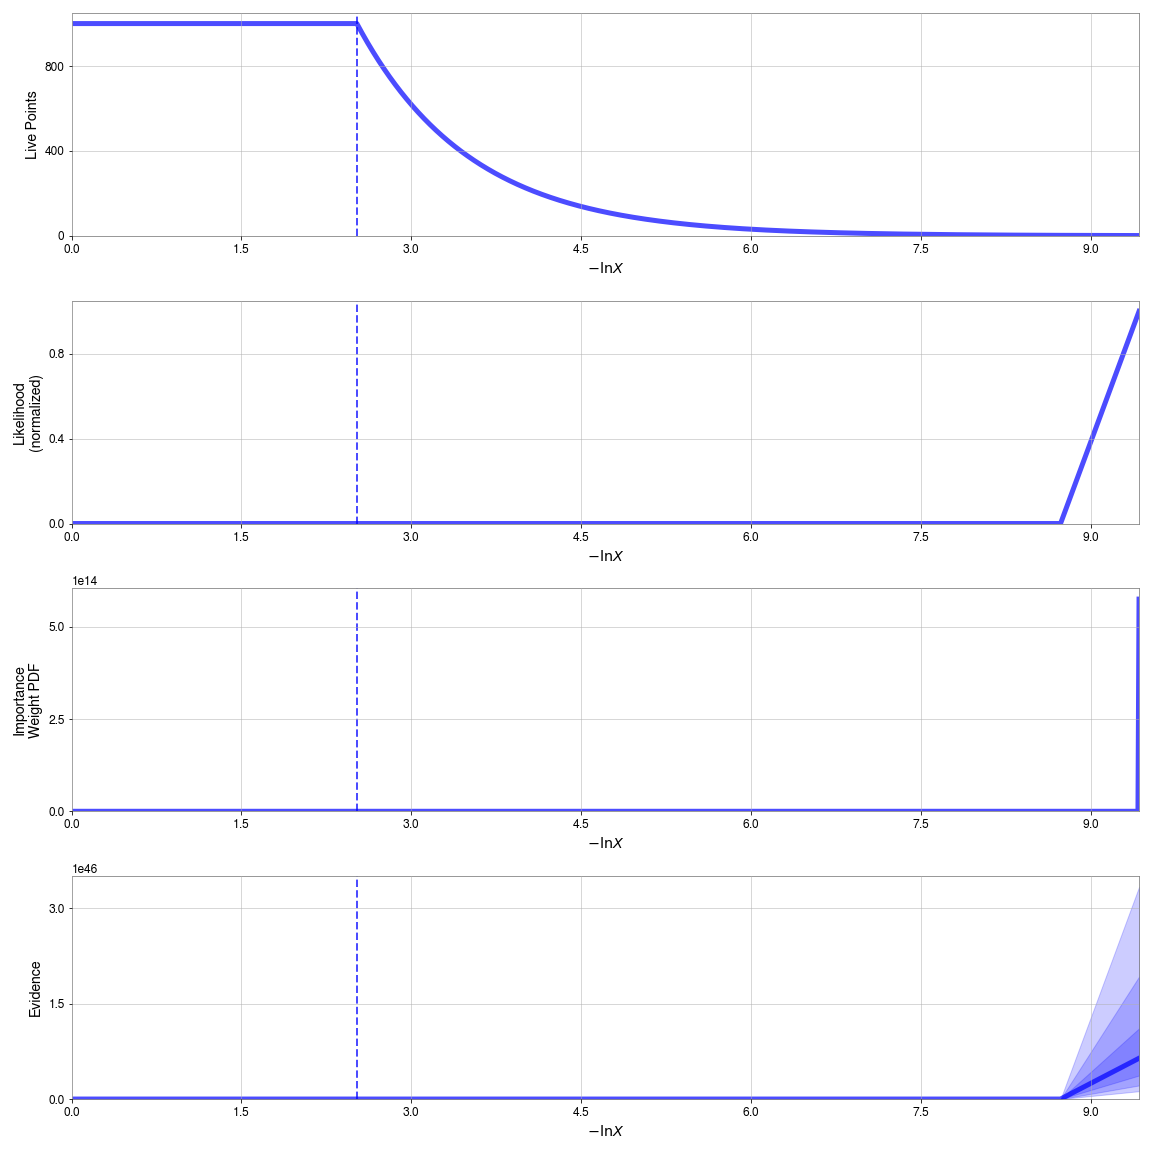 800
400
0
Live Points
0.0 1.5 3.0 4.5 6.0 7.5 9.0
−lnX
0.8
0.4
0.0
Likelihood
(normalized)
0.0 1.5 3.0 4.5 6.0 7.5 9.0
−lnX
1e14
5.0
2.5
0.0
Importance
Weight PDF
0.0 1.5 3.0 4.5 6.0 7.5 9.0
−lnX
1e46
3.0
1.5
0.0
Evidence
0.0 1.5 3.0 4.5 6.0 7.5 9.0
−lnX